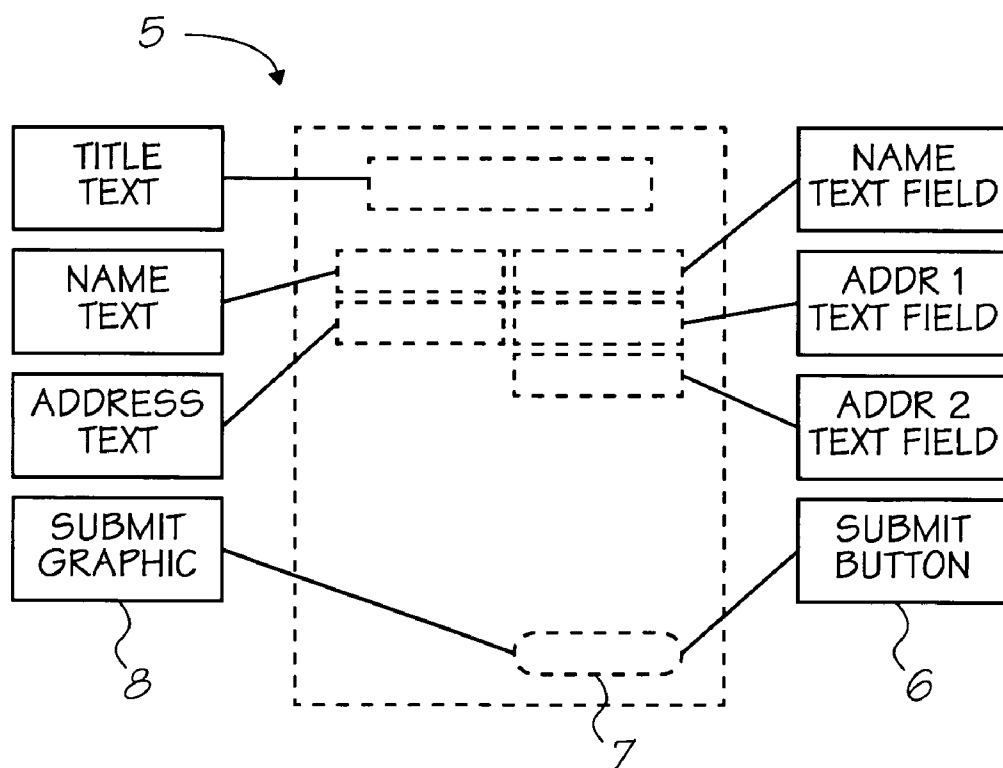 5
TITLE
TEXT
NAME
TEXT FIELD
NAME
TEXT
ADDR 1
TEXT FIELD
ADDRESS
TEXT
ADDR 2
TEXT FIELD
SUBMIT
GRAPHIC
SUBMIT
BUTTON
8
7
6